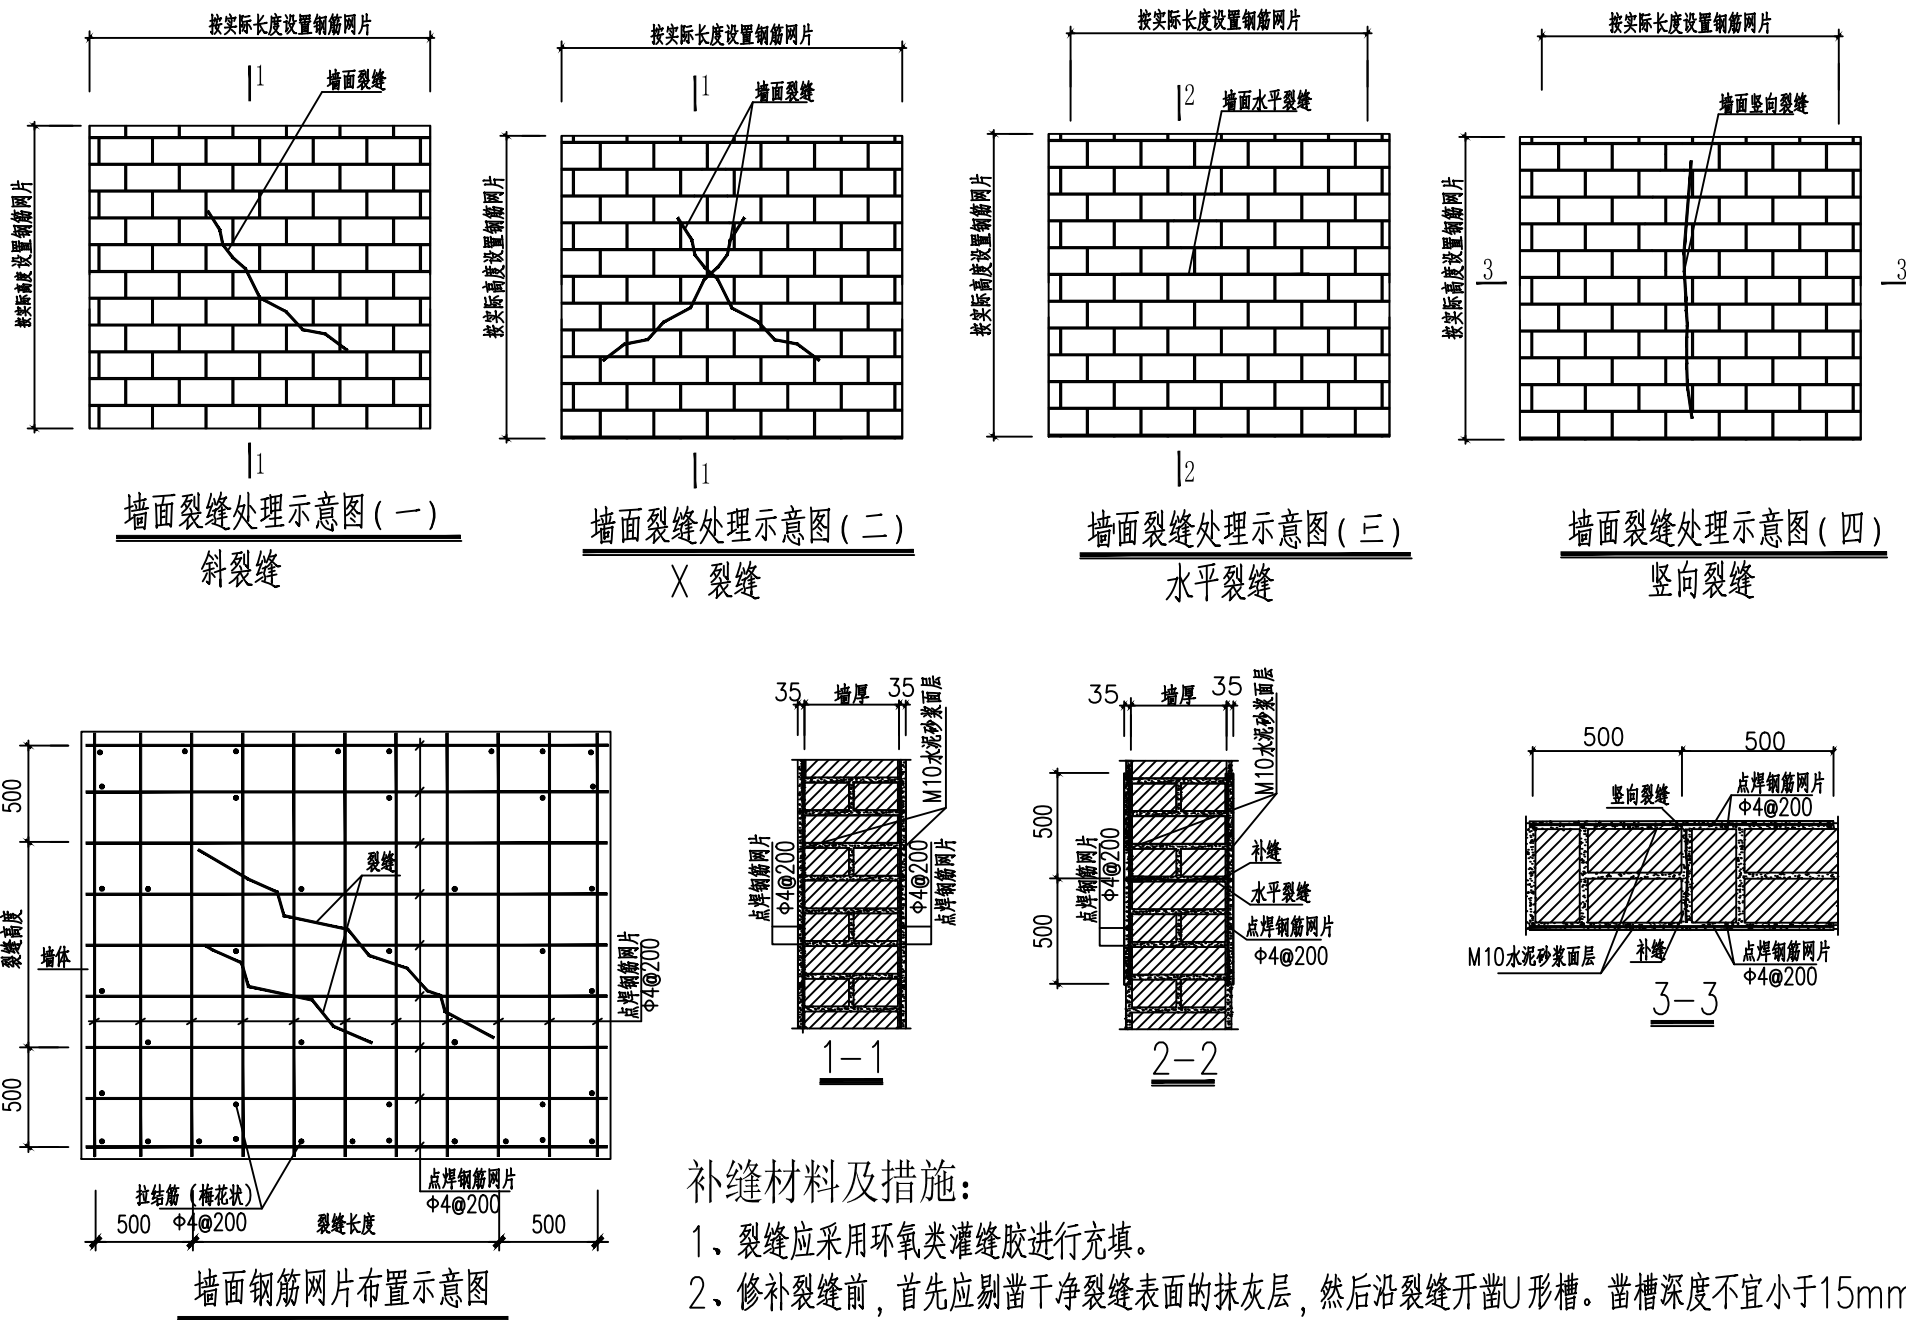 按实际长度设置钢筋网片
按实际高度设置钢筋网片
墙面裂缝
1
1
墙面裂缝处理示意图(一)
斜裂缝
按实际长度设置钢筋网片
按实际高度设置钢筋网片
墙面裂缝
1
1
墙面裂缝处理示意图(二)
X 裂缝
按实际长度设置钢筋网片
按实际高度设置钢筋网片
墙面水平裂缝
2
2
墙面裂缝处理示意图(三)
水平裂缝
按实际长度设置钢筋网片
按实际高度设置钢筋网片
墙面竖向裂缝
3
3
墙面裂缝处理示意图(四)
竖向裂缝
500
裂缝高度
500
墙体
裂缝
点焊钢筋网片
Φ4@200
拉结筋(梅花状)
Φ4@200
点焊钢筋网片
Φ4@200
500
裂缝长度
500
墙面钢筋网片布置示意图
35
墙厚
35
M10水泥砂浆面层
点焊钢筋网片
Φ4@200
Φ4@200
点焊钢筋网片
1-1
35
墙厚
35
M10水泥砂浆面层
500
500
点焊钢筋网片
Φ4@200
补缝
水平裂缝
点焊钢筋网片
Φ4@200
2-2
500
500
竖向裂缝
点焊钢筋网片
Φ4@200
M10水泥砂浆面层
补缝
点焊钢筋网片
Φ4@200
3-3
补缝材料及措施:
1、裂缝应采用环氧类灌缝胶进行充填。
2、修补裂缝前,首先应剔凿干净裂缝表面的抹灰层,然后沿裂缝开凿U形槽。凿槽深度不宜小于15mm